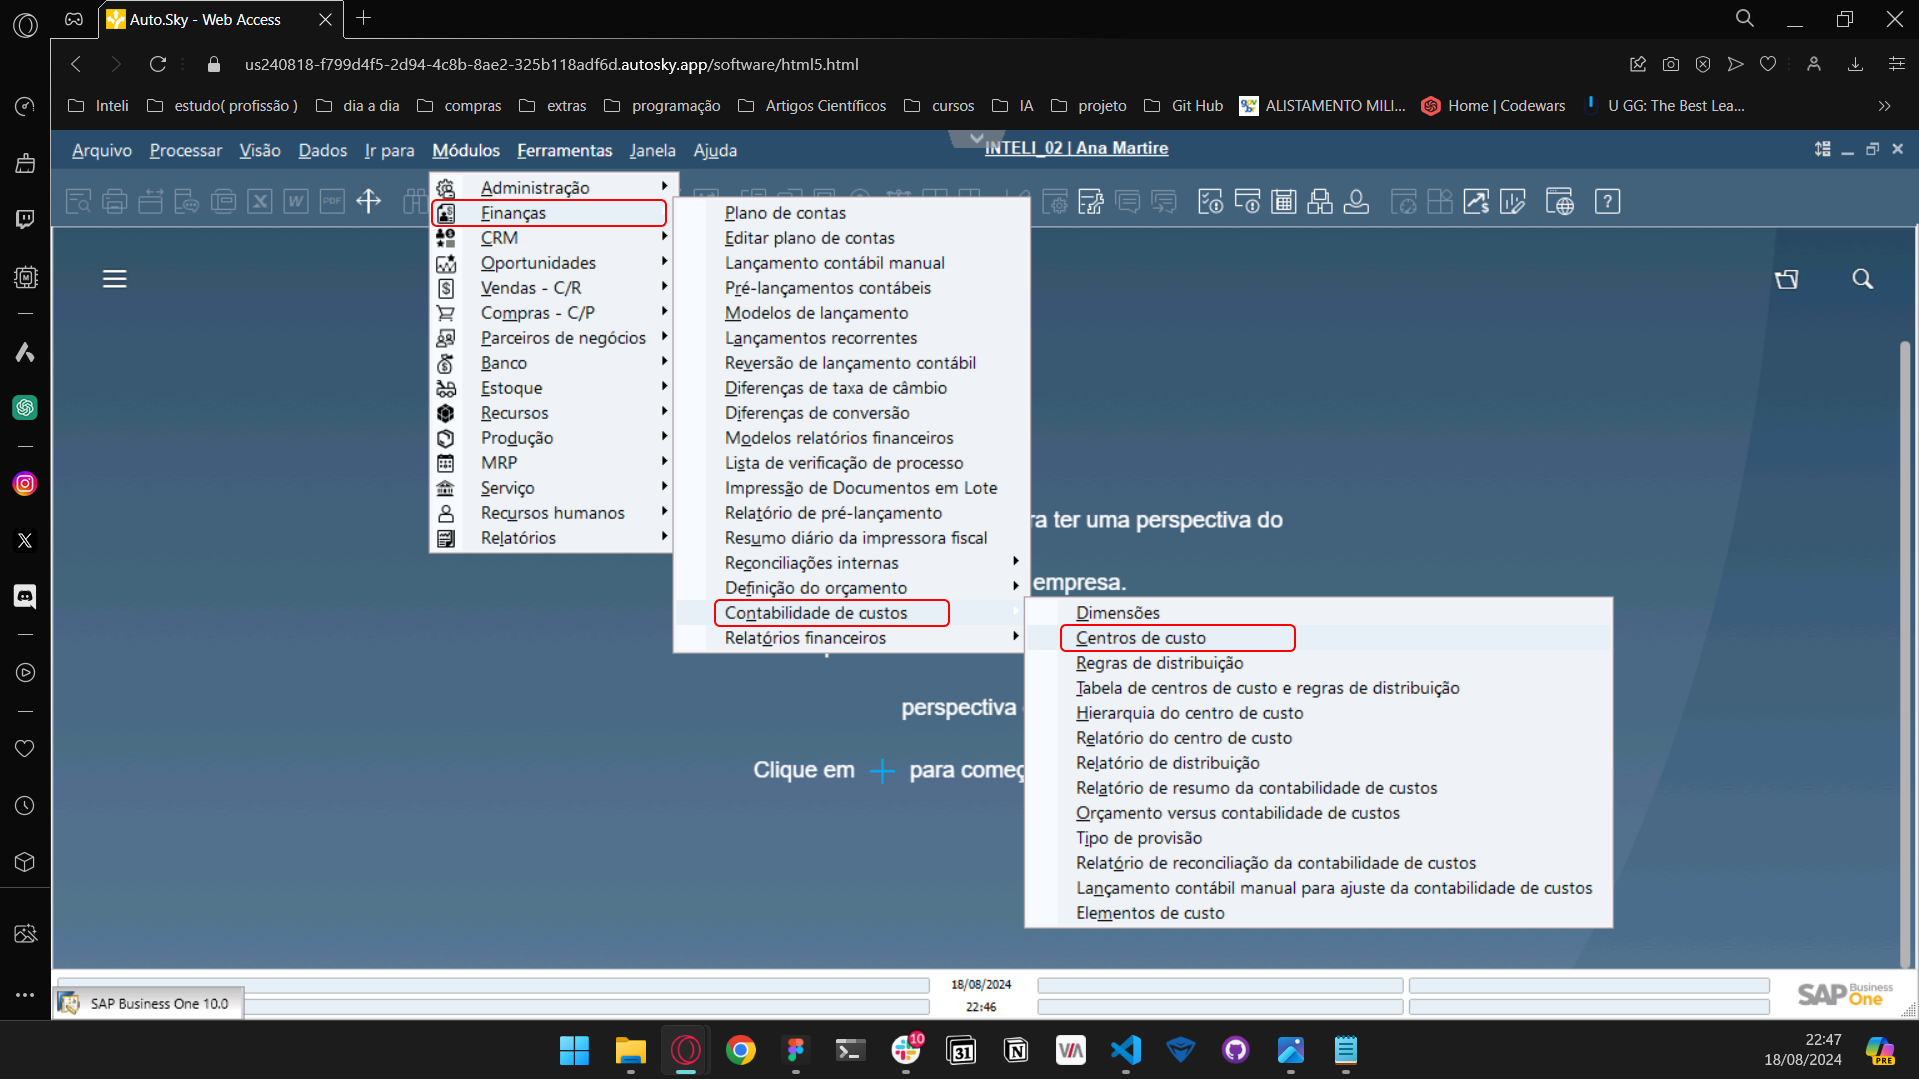 Auto.Sky - Web Access
us240818-f799d4f5-2d94-4c8b-8ae2-325b118adf6d.autosky.app/software/html5.html
Inteli
estudo( profissão )
dia a dia
compras
extras
programação
Artigos Científicos
cursos
IA
projeto
Git Hub
gov br
ALISTAMENTO MILI...
Home | Codewars
U GG: The Best Lea...
Arquivo
Processar
Visão
Dados
Ir para
Módulos
Ferramentas
Janela
Ajuda
INTELI_02 | Ana Martire
PDF
Administração
Finanças
CRM
Oportunidades
Vendas - C/R
Compras - C/P
Parceiros de negócios
Banco
Estoque
Recursos
Produção
MRP
Serviço
Recursos humanos
Relatórios
Plano de contas
Editar plano de contas
Lançamento contábil manual
Pré-lançamentos contábeis
Modelos de lançamento
Lançamentos recorrentes
Reversão de lançamento contábil
Diferenças de taxa de câmbio
Diferenças de conversão
Modelos relatórios financeiros
Lista de verificação de processo
Impressão de Documentos em Lote
Relatório de pré-lançamento
Resumo diário da impressora fiscal
Reconciliações internas
Definição do orçamento
Contabilidade de custos
Relatórios financeiros
Dimensões
Centros de custo
Regras de distribuição
Tabela de centros de custo e regras de distribuição
Hierarquia do centro de custo
Relatório do centro de custo
Relatório de distribuição
Relatório de resumo da contabilidade de custos
Orçamento versus contabilidade de custos
Tipo de provisão
Relatório de reconciliação da contabilidade de custos
Lançamento contábil manual para ajuste da contabilidade de custos
Elementos de custo
ter uma perspectiva do
empresa.
perspectiva
Clique em + para começ
18/08/2024
22:46
SAP Business One 10.0
SAP Business One
10
31
VIA
22:47
18/08/2024
PRE